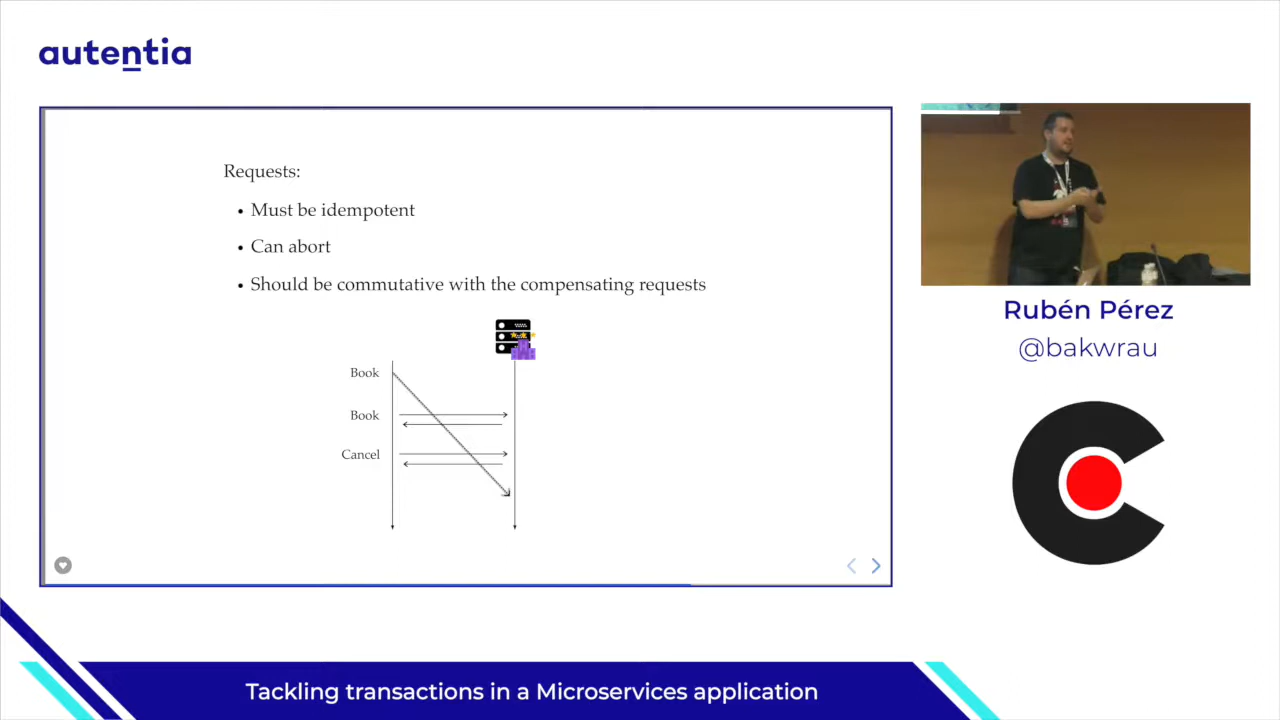 autentia
Requests:
• Must be idempotent
• Can abort
• Should be commutative with the compensating requests
Book
Book
Cancel
Rubén Pérez
@bakwrau
Tackling transactions in a Microservices application